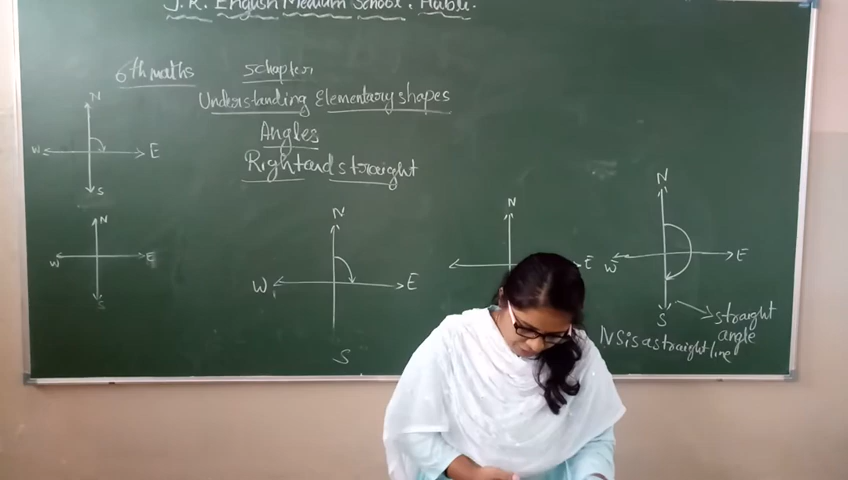 J.K. English Medium School, Hubli.
6th maths
5 chapter
Understanding Elementary shapes
Angles
Right and straight
N
W E
S
N
W E
S
N
W E
S
N
E
N
W E
S
straight
angle
NS is a straight line